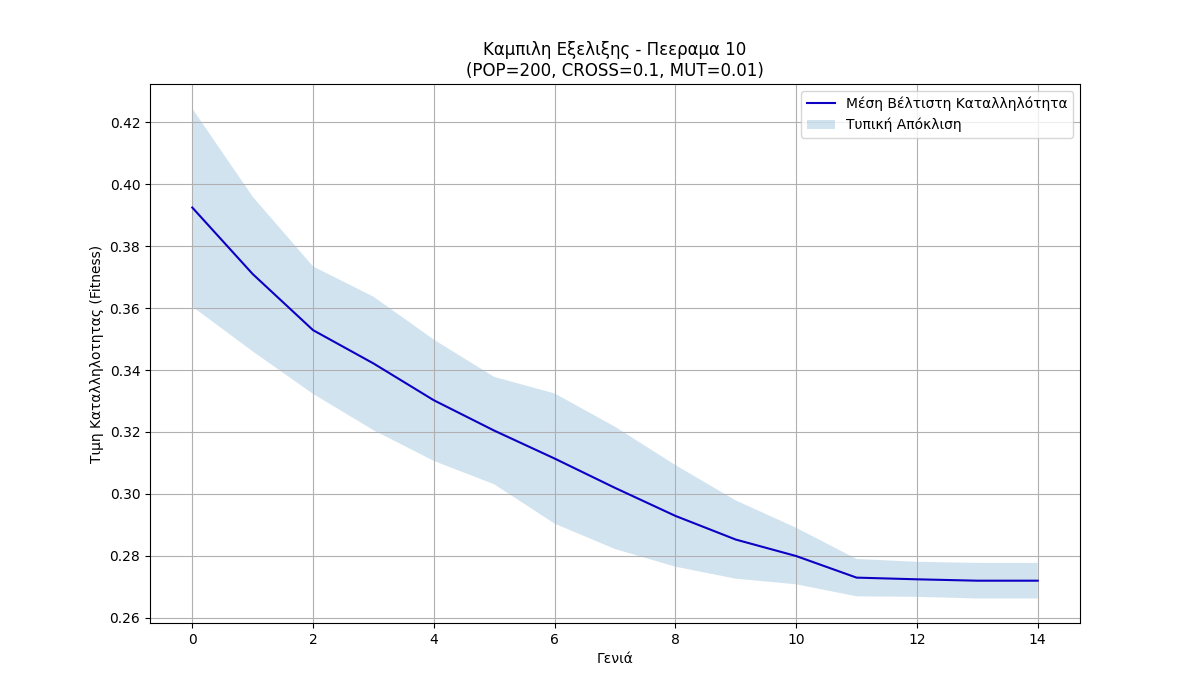 Καμπιλη Εξελιξης - Πεεραμα 10
(POP=200, CROSS=0.1, MUT=0.01)
Μέση Βέλτιστη Καταλληλότητα
Τυπική Απόκλιση
Τιμη Καταλληλοτητας (Fitness)
0.42
0.40
0.38
0.36
0.34
0.32
0.30
0.28
0.26
0 2 4 6 8 10 12 14
Γενιά